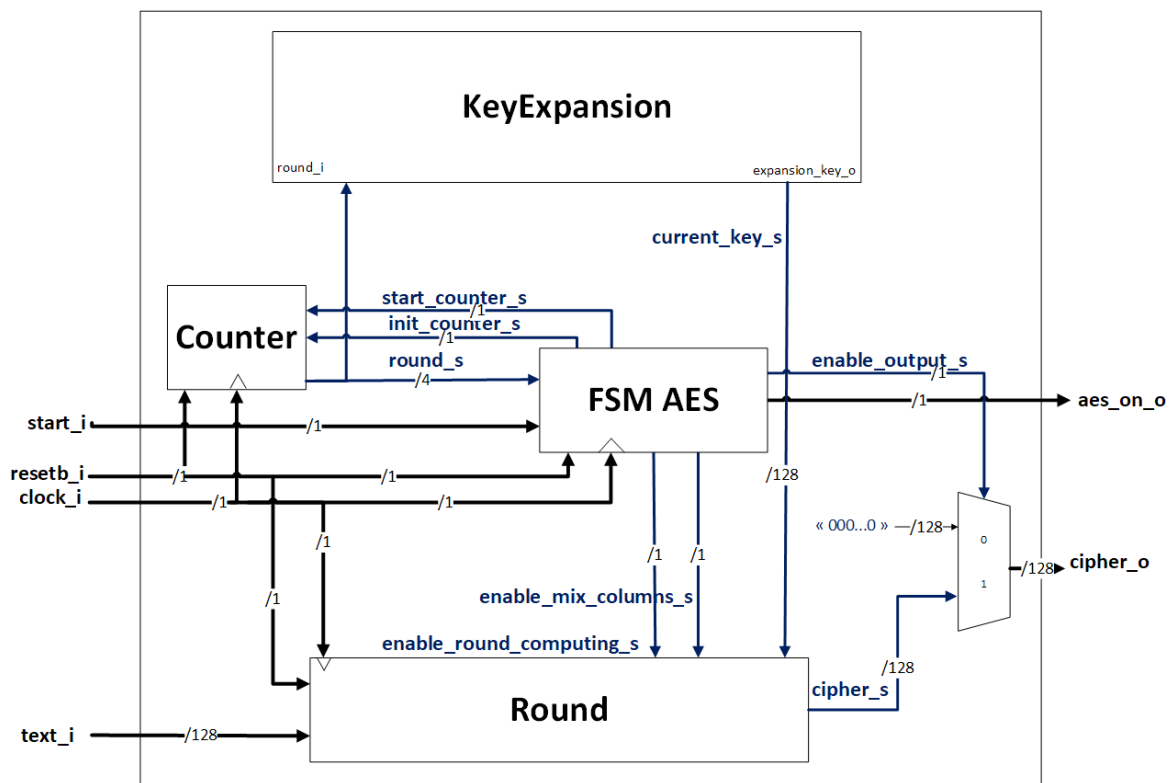 KeyExpansion
round_i
expansion_key_o
current_key_s
start_counter_s
/1
Counter
init_counter_s
/1
round_s
/4
enable_output_s
/1
FSM AES
/1
aes_on_o
start_i
/1
resetb_i
/1
/1
/128
clock_i
/1
/1
« 000...0 »
/128
0
/1
/1
/1
cipher_o
/128
1
enable_mix_columns_s
/1
enable_round_computing_s
/128
cipher_s
Round
text_i
/128